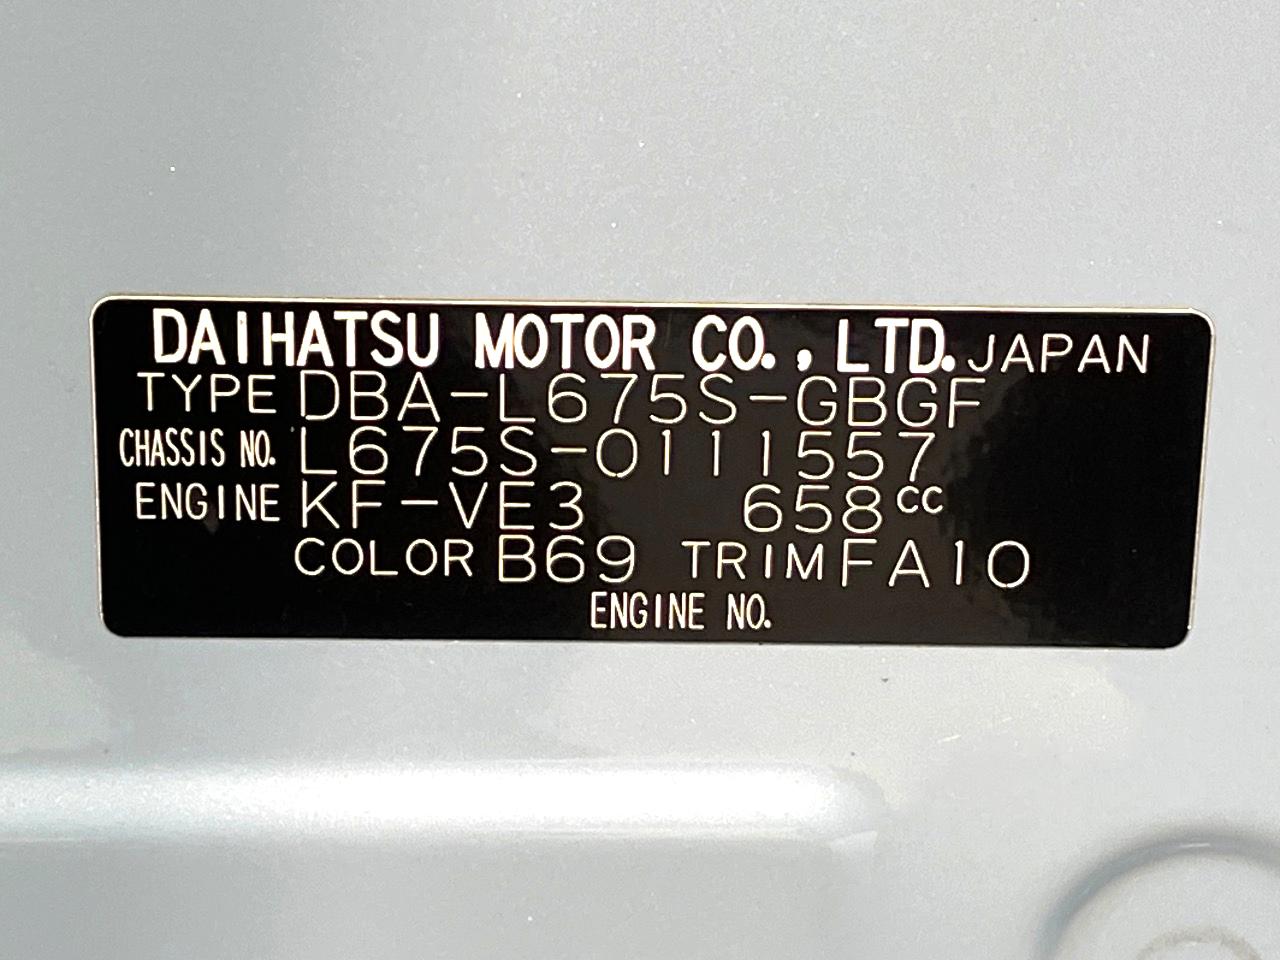 DAIHATSU MOTOR CO., LTD. JAPAN
TYPE DBA-L675S-GBGF
CHASSIS NO. L675S-0111557
ENGINE KF-VE3 658cc
COLOR B69 TRIM FA10
ENGINE NO.